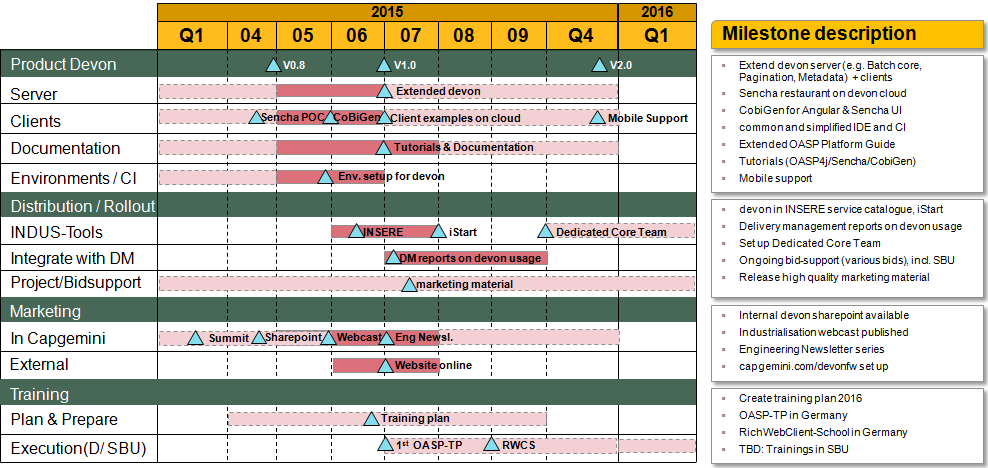 2015 2016
Q1 04 05 06 07 08 09 Q4 Q1
Product Devon V0.8 V1.0 V2.0
Server Extended devon
Clients Sencha POC CoBiGen Client examples on cloud Mobile Support
Documentation Tutorials & Documentation
Environments / CI Env. setup for devon
Distribution / Rollout
INDUS-Tools INSERE iStart Dedicated Core Team
Integrate with DM DM reports on devon usage
Project/Bidsupport marketing material
Marketing
In Capgemini Summit Sharepoint Webcast Eng Newsl.
External Website online
Training
Plan & Prepare Training plan
Execution(D/ SBU) 1st OASP-TP RWCS
Milestone description
Extend devon server (e.g. Batch core,
Pagination, Metadata) + clients
Sencha restaurant on devon cloud
CobiGen for Angular & Sencha UI
common and simplified IDE and CI
Extended OASP Platform Guide
Tutorials (OASP4j/Sencha/CobiGen)
Mobile support
devon in INSERE service catalogue, iStart
Delivery management reports on devon usage
Set up Dedicated Core Team
Ongoing bid-support (various bids), incl. SBU
Release high quality marketing material
Internal devon sharepoint available
Industrialisation webcast published
Engineering Newsletter series
capgemini.com/devonfw set up
Create training plan 2016
OASP-TP in Germany
RichWebClient-School in Germany
TBD: Trainings in SBU